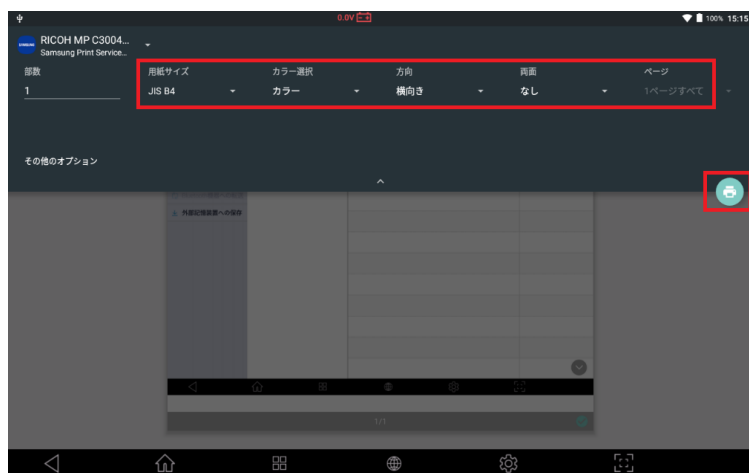 0.0V
100% 15:15
SAMSUNG
RICOH MP C3004...
Samsung Print Service...
部数
用紙サイズ
カラー選択
方向
両面
ページ
1
JIS B4
カラー
横向き
なし
1ページすべて
その他のオプション
外部記憶装置への保存
1/1